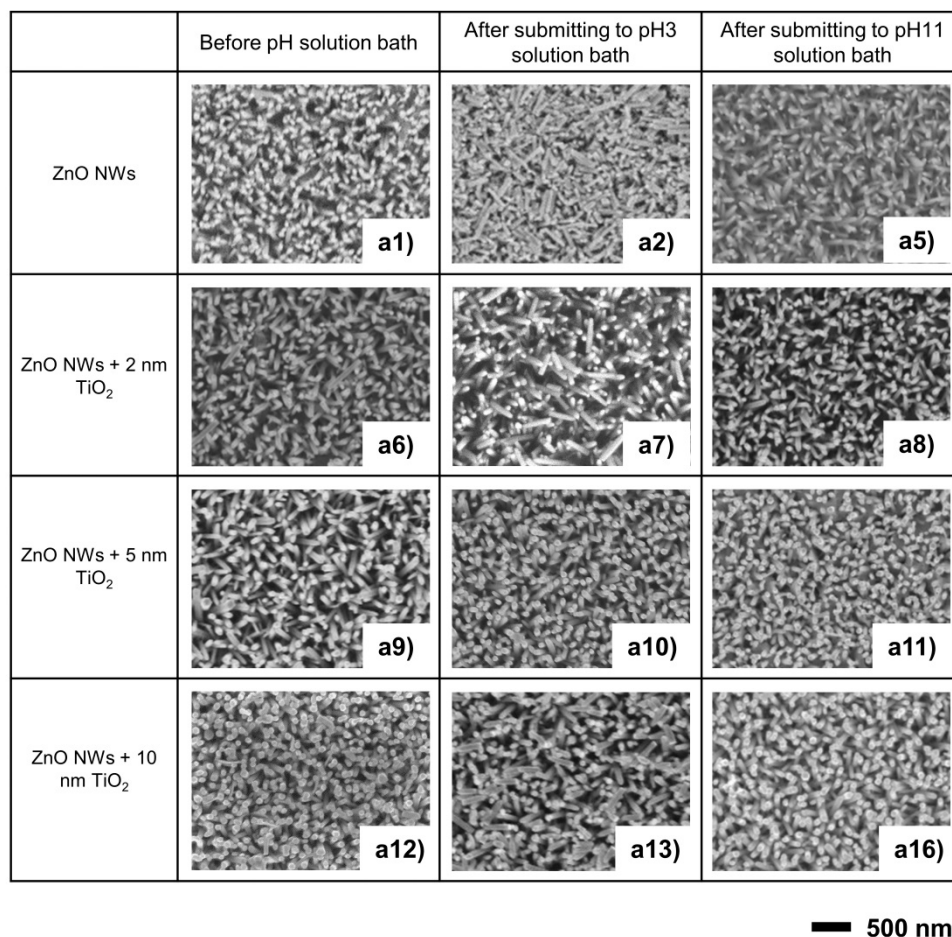 Before pH solution bath
After submitting to pH3
solution bath
After submitting to pH11
solution bath
ZnO NWs
a1)
a2)
a5)
ZnO NWs + 2 nm
TiO₂
a6)
a7)
a8)
ZnO NWs + 5 nm
TiO₂
a9)
a10)
a11)
ZnO NWs + 10
nm TiO₂
a12)
a13)
a16)
500 nm